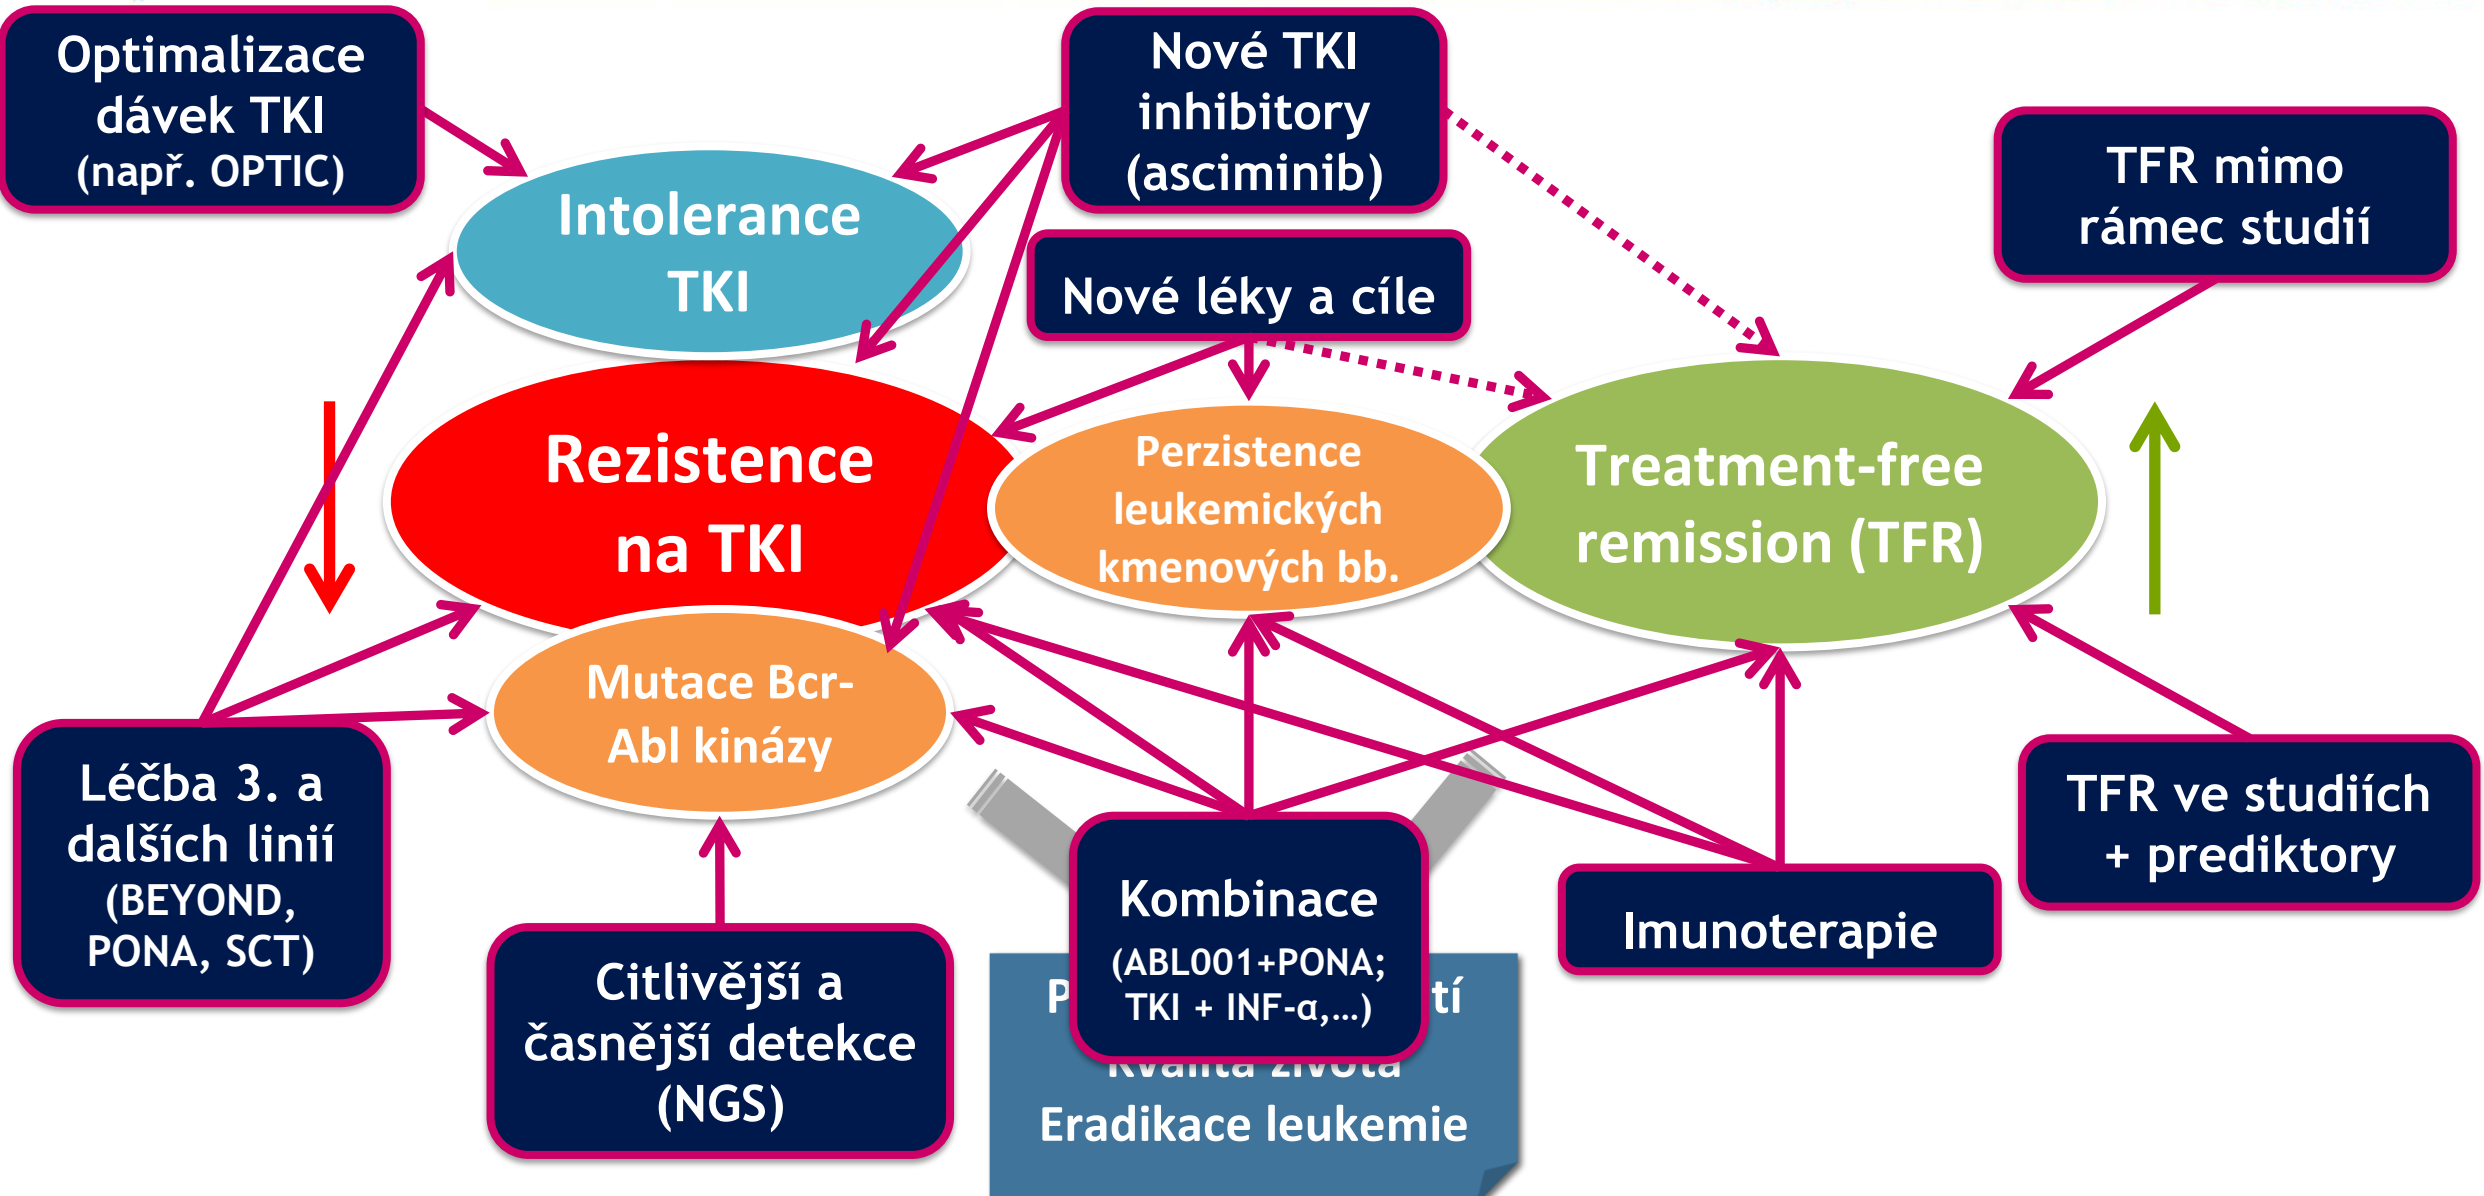 Optimalizace
dávek TKI
(např. OPTIC)
Nové TKI
inhibitory
(asciminib)
TFR mimo
rámec studií
Intolerance
TKI
Nové léky a cíle
Rezistence
na TKI
Perzistence
leukemických
kmenových bb.
Treatment-free
remission (TFR)
Mutace Bcr-
Abl kinázy
Léčba 3. a
dalších linií
(BEYOND,
PONA, SCT)
Citlivější a
časnější detekce
(NGS)
Kombinace
(ABL001+PONA;
TKI + INF-α,…)
Imunoterapie
TFR ve studiích
+ prediktory
Kvalita života
Eradikace leukemie